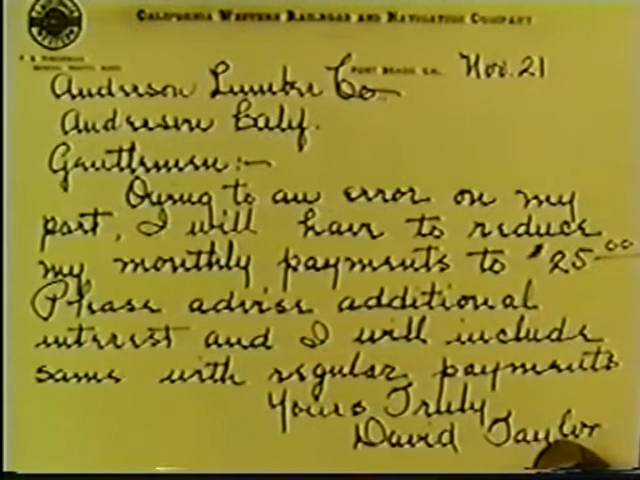 CALIFORNIA WESTERN RAILROAD AND NAVIGATION COMPANY
FORT BRAGG, CAL. Nov. 21
Anderson Lumber Co.
Anderson Calif.
Gentlemen:-
Owing to an error on my
part, I will have to reduce
my monthly payments to $25.00
Please advise additional
interest and I will include
same with regular payments
Yours Truly
David Taylor